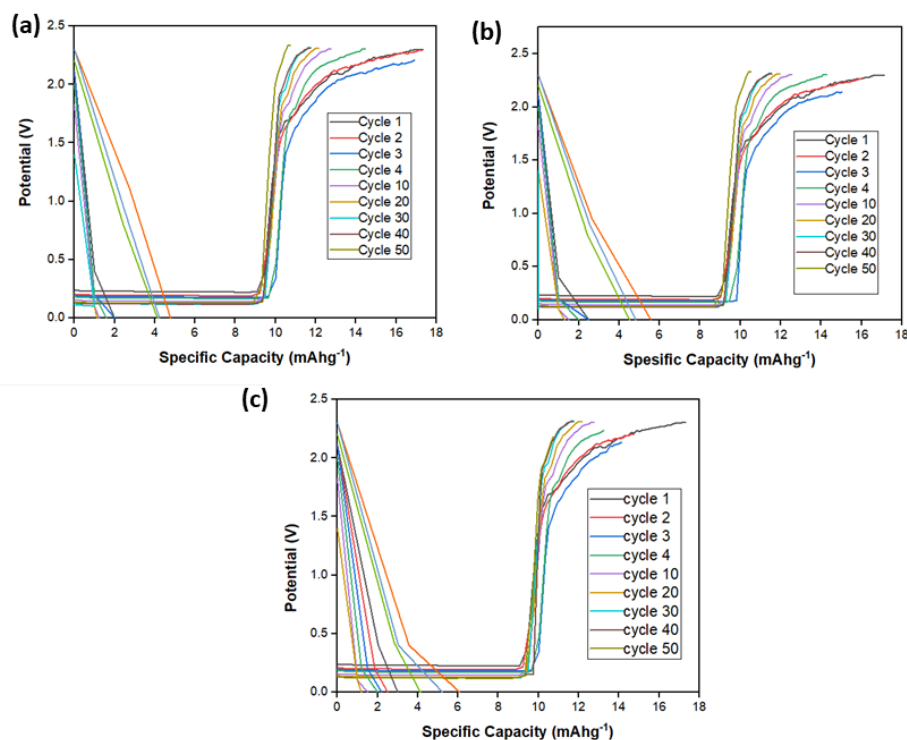 (a)
2.5
2.0
1.5
1.0
0.5
0.0
Potential (V)
0 2 4 6 8 10 12 14 16 18
Specific Capacity (mAhg-1)
Cycle 1
Cycle 2
Cycle 3
Cycle 4
Cycle 10
Cycle 20
Cycle 30
Cycle 40
Cycle 50
(b)
2.5
2.0
1.5
1.0
0.5
0.0
Potential (V)
0 2 4 6 8 10 12 14 16 18
Spesific Capacity (mAhg-1)
Cycle 1
Cycle 2
Cycle 3
Cycle 4
Cycle 10
Cycle 20
Cycle 30
Cycle 40
Cycle 50
(c)
2.5
2.0
1.5
1.0
0.5
0.0
Potential (V)
0 2 4 6 8 10 12 14 16 18
Specific Capacity (mAhg-1)
cycle 1
cycle 2
cycle 3
cycle 4
cycle 10
cycle 20
cycle 30
cycle 40
cycle 50